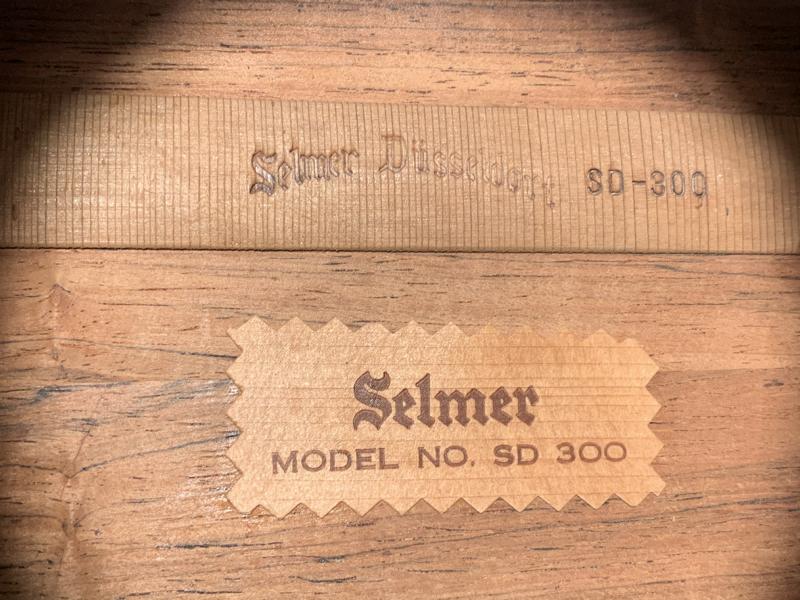 Selmer Düsseldorf SD-300
Selmer
MODEL NO. SD 300